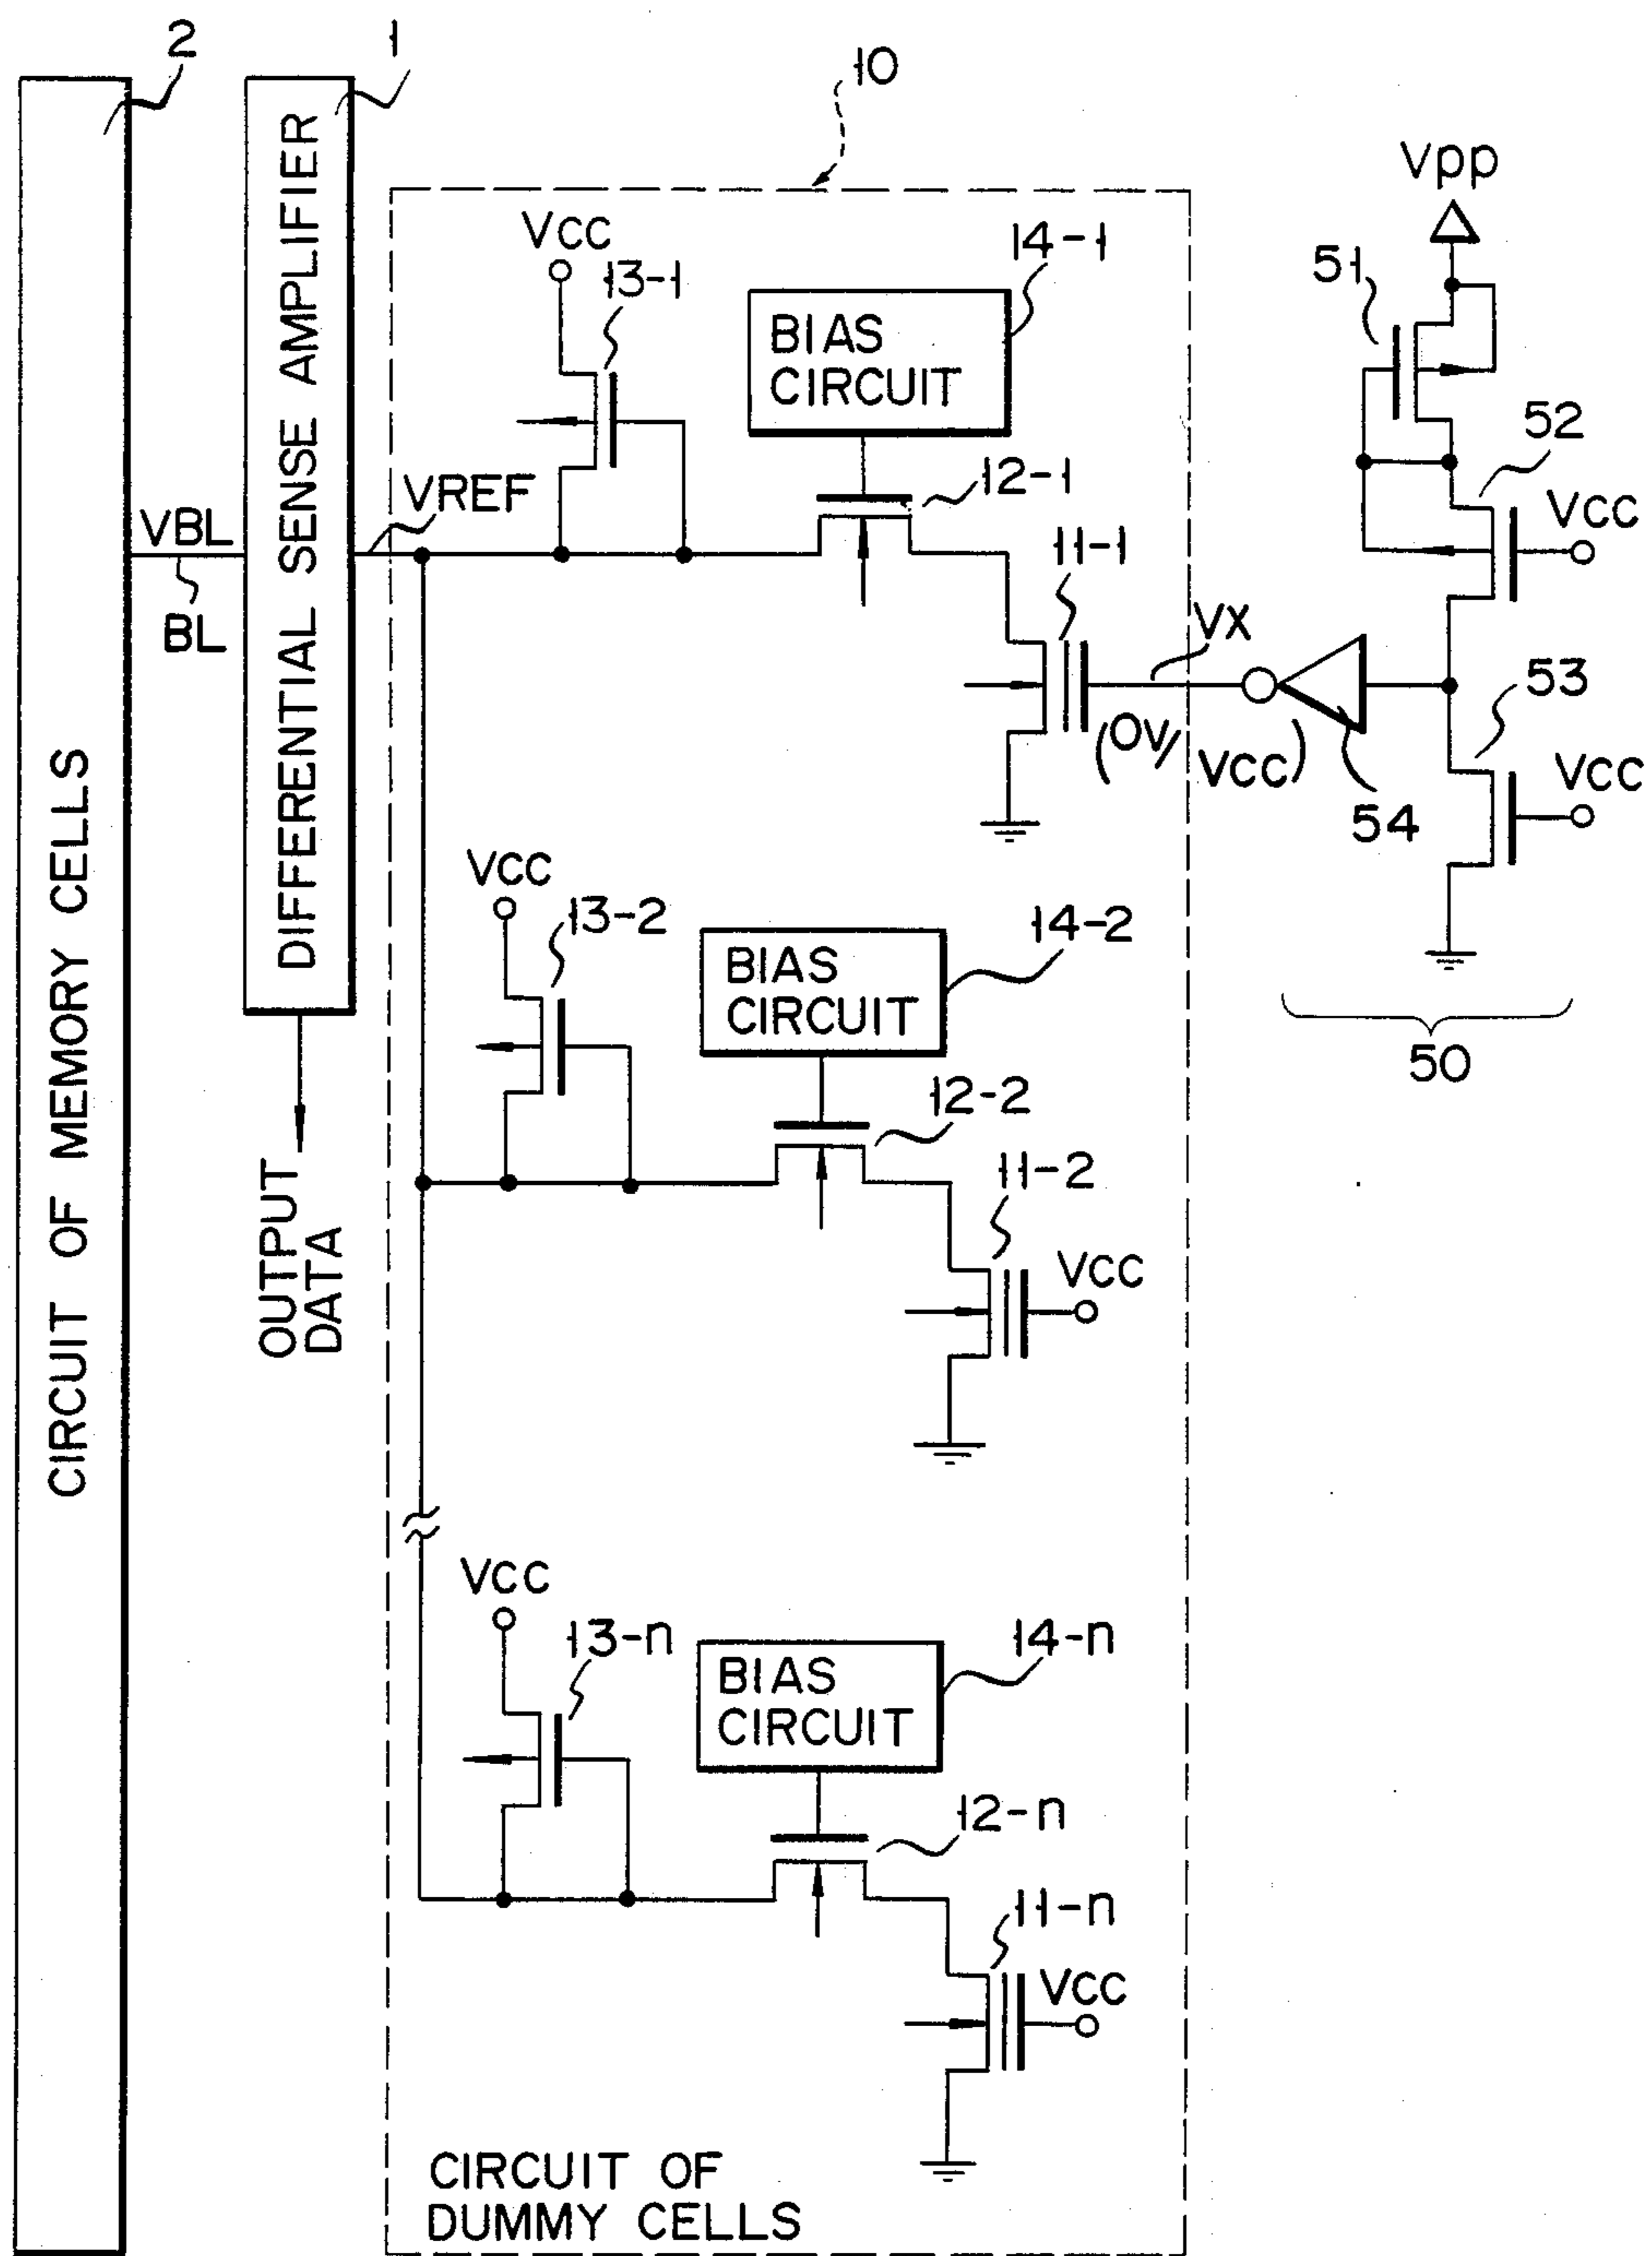 2
1
10
Vpp
VCC
13-1
14-1
51
BIAS
CIRCUIT
52
VCC
12-1
VREF
VBL
BL
11-1
VX
(0V/
VCC)
54
53
VCC
50
DIFFERENTIAL SENSE AMPLIFIER
CIRCUIT OF MEMORY CELLS
OUTPUT
DATA
VCC
13-2
14-2
BIAS
CIRCUIT
12-2
11-2
VCC
VCC
13-n
14-n
BIAS
CIRCUIT
12-n
11-n
VCC
CIRCUIT OF
DUMMY CELLS